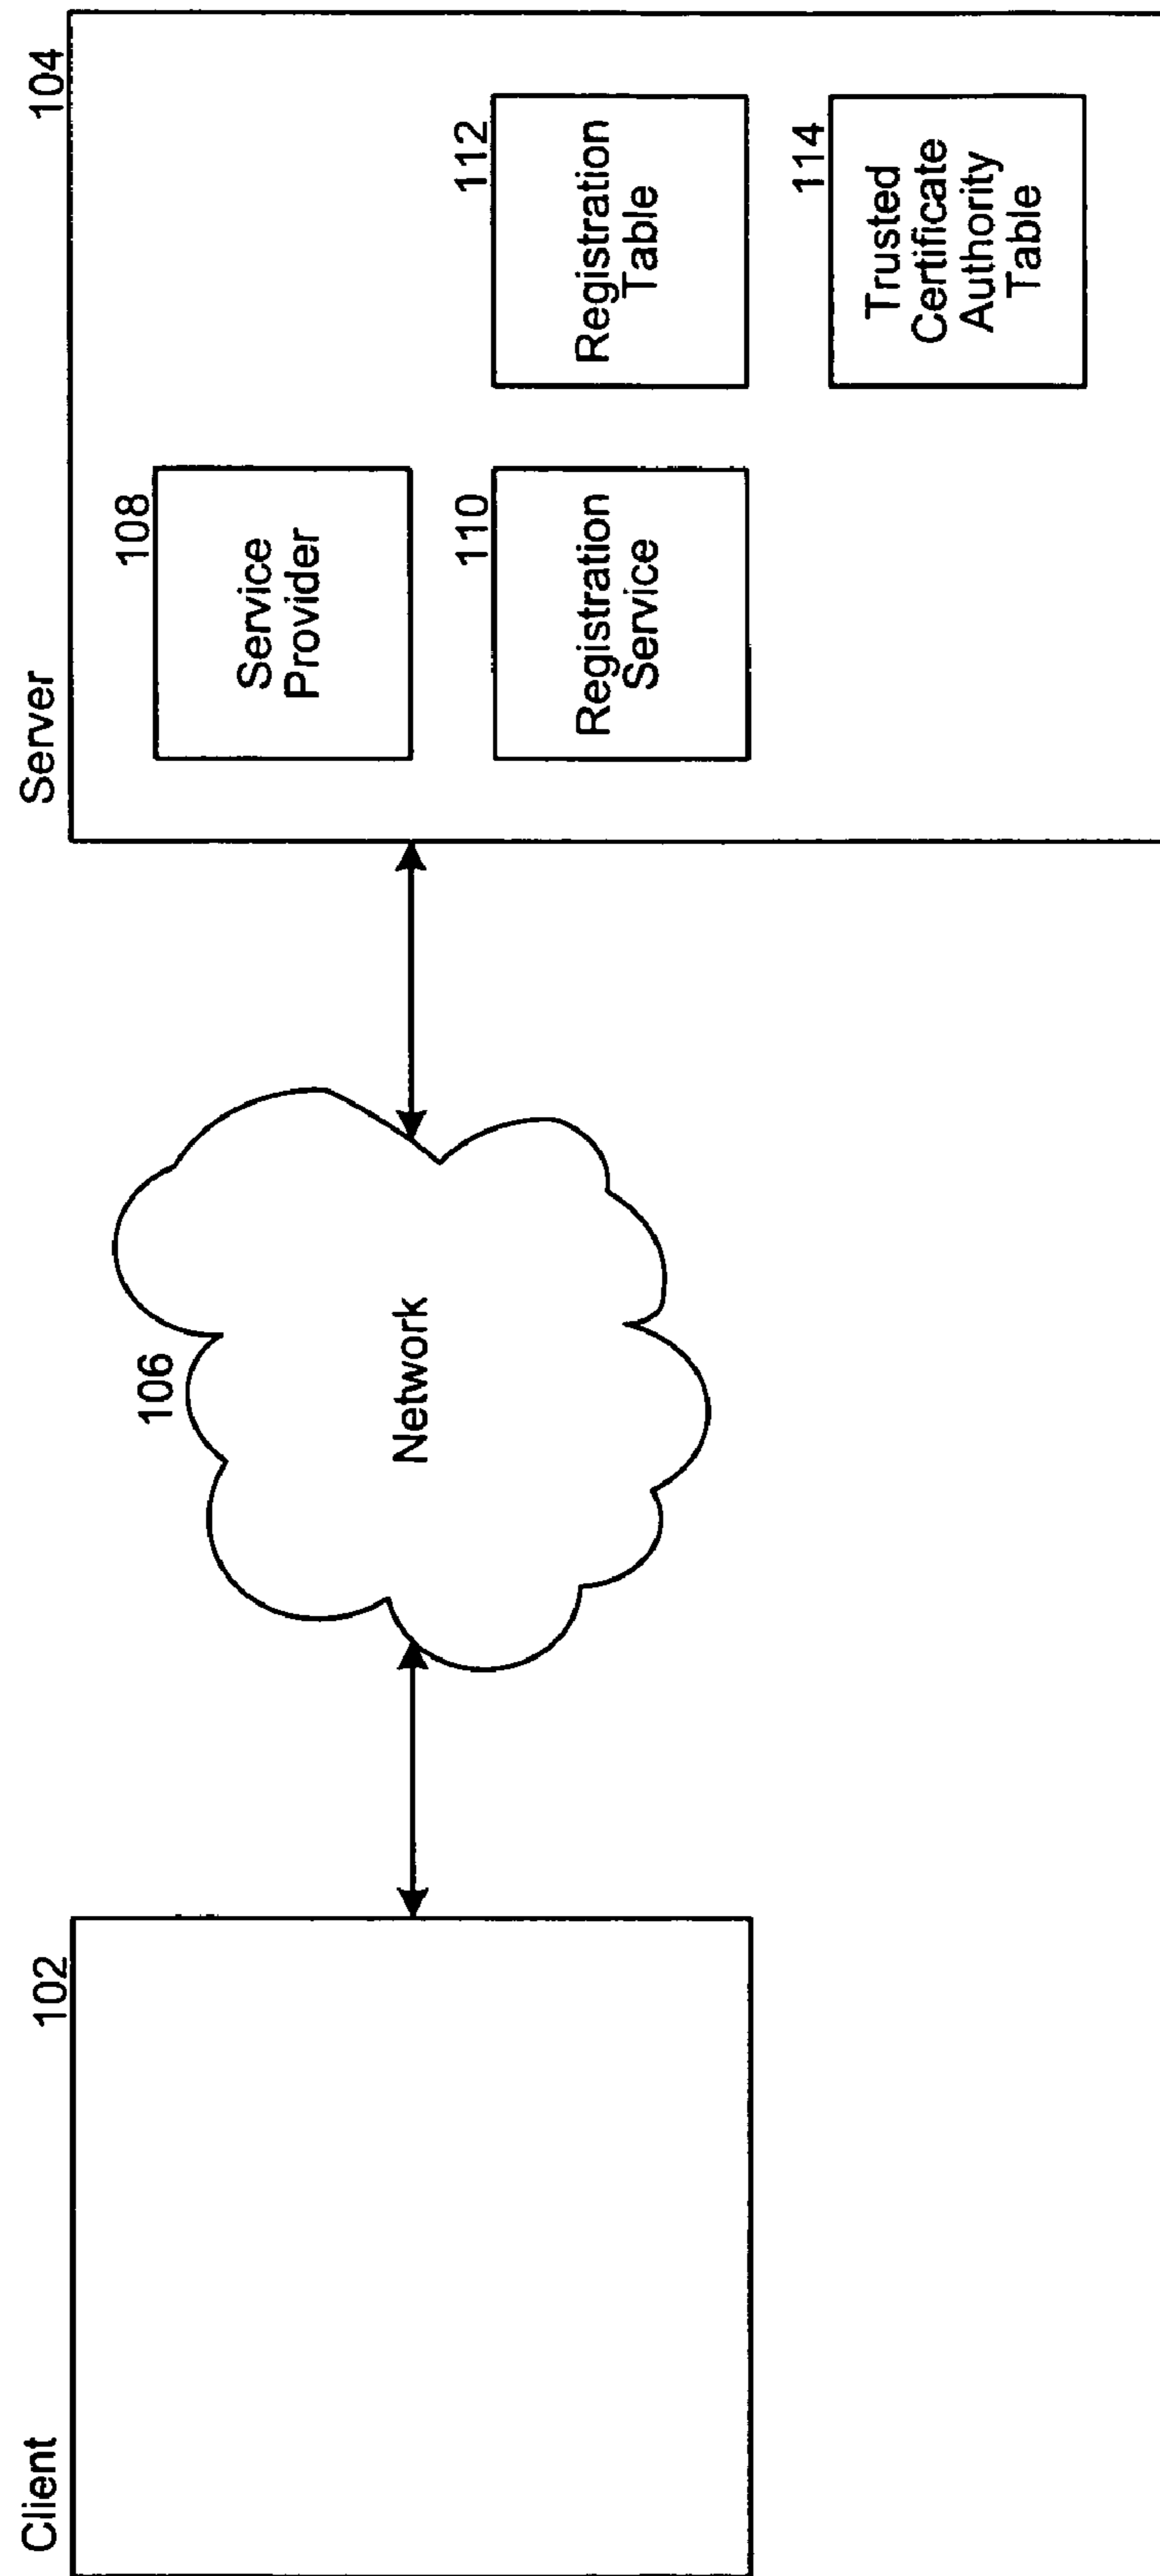 Client
102
106
Network
Server
104
108
Service
Provider
110
Registration
Service
112
Registration
Table
114
Trusted
Certificate
Authority
Table